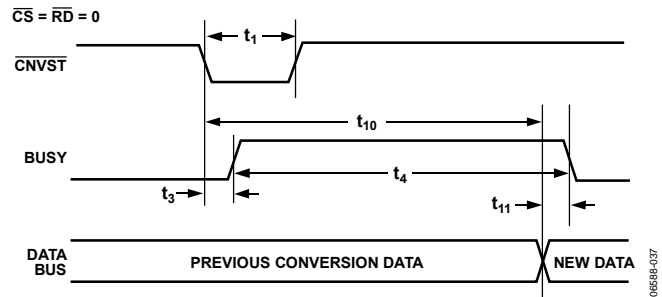 CS = RD = 0
t1
CNVST
t10
BUSY
t4
t3
t11
DATA
BUS
PREVIOUS CONVERSION DATA
NEW DATA
06588-037